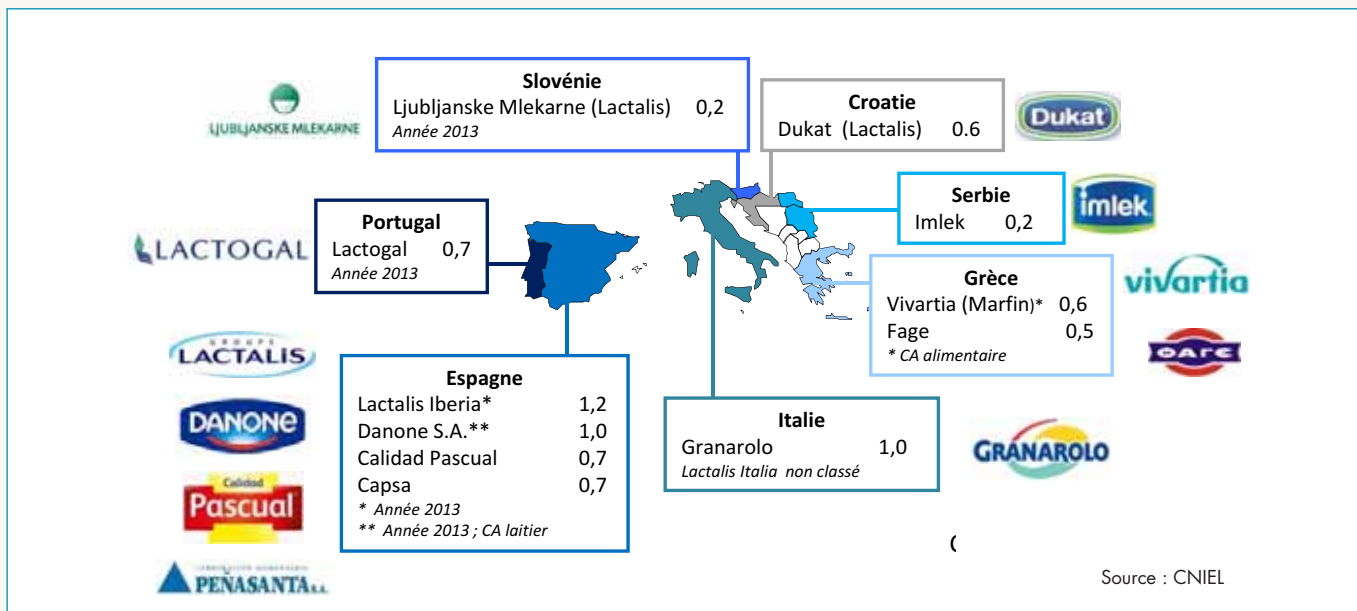 Slovénie
Ljubljanske Mlekarne (Lactalis) 0,2
Année 2013
LJUBLJANSKE MLEKARNE
Croatie
Dukat (Lactalis) 0.6
Dukat
Serbie
Imlek 0,2
imlek
Portugal
Lactogal 0,7
Année 2013
LACTOGAL
Grèce
Vivartia (Marfin)* 0,6
Fage 0,5
* CA alimentaire
vivartia
ΦΑΓΕ
GROUPE
LACTALIS
DANONE
Calidad
Pascual
PEÑASANTA S.A.
Espagne
Lactalis Iberia* 1,2
Danone S.A.** 1,0
Calidad Pascual 0,7
Capsa 0,7
* Année 2013
** Année 2013 ; CA laitier
Italie
Granarolo 1,0
Lactalis Italia non classé
GRANAROLO
(
Source : CNIEL